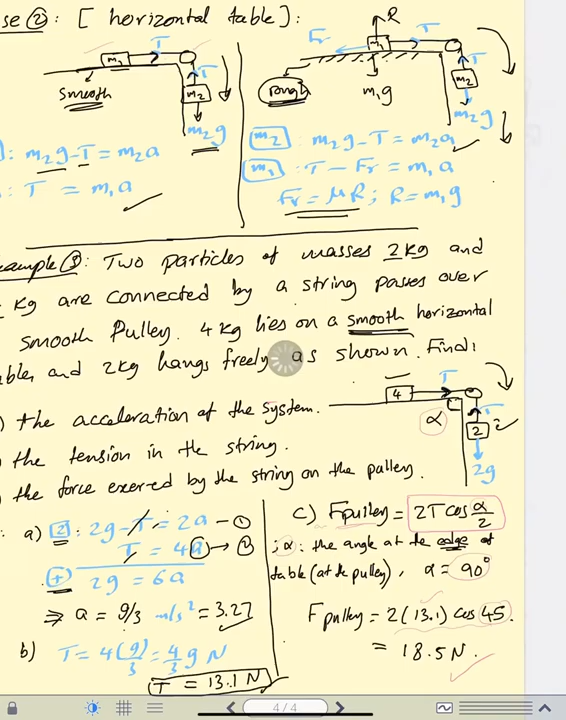 se ②: [horizontal table]:
m₁ T
T
m₂
smooth
m₂g
: m₂g - T = m₂a
: T = m₁a
R
Fr m₁ T
T
m₂
rough
m₁g
m₂g
m₂ m₂g - T = m₂a
m₁ T - Fr = m₁a
Fr = μR ; R = m₁g
xample ③: Two particles of masses 2kg and
kg are connected by a string passes over
smooth Pulley. 4kg lies on a smooth horizontal
able, and 2kg hangs freely as shown. Find:
) the acceleration of the system.
) the tension in the string.
) the force exerted by the string on the pulley.
4 T
α T
2
2g
: a) 2: 2g - T = 2a — ①
T = 4a → ②
(+) 2g = 6a
⇒ a = g/3 m/s² = 3.27
b) T = 4(g/3) = 4/3 g N
T = 13.1 N
c) Fpulley = 2T cos α/2
; α: the angle at the edge of
table (at the pulley), α = 90°
Fpulley = 2(13.1) cos 45.
= 18.5 N.
4/4